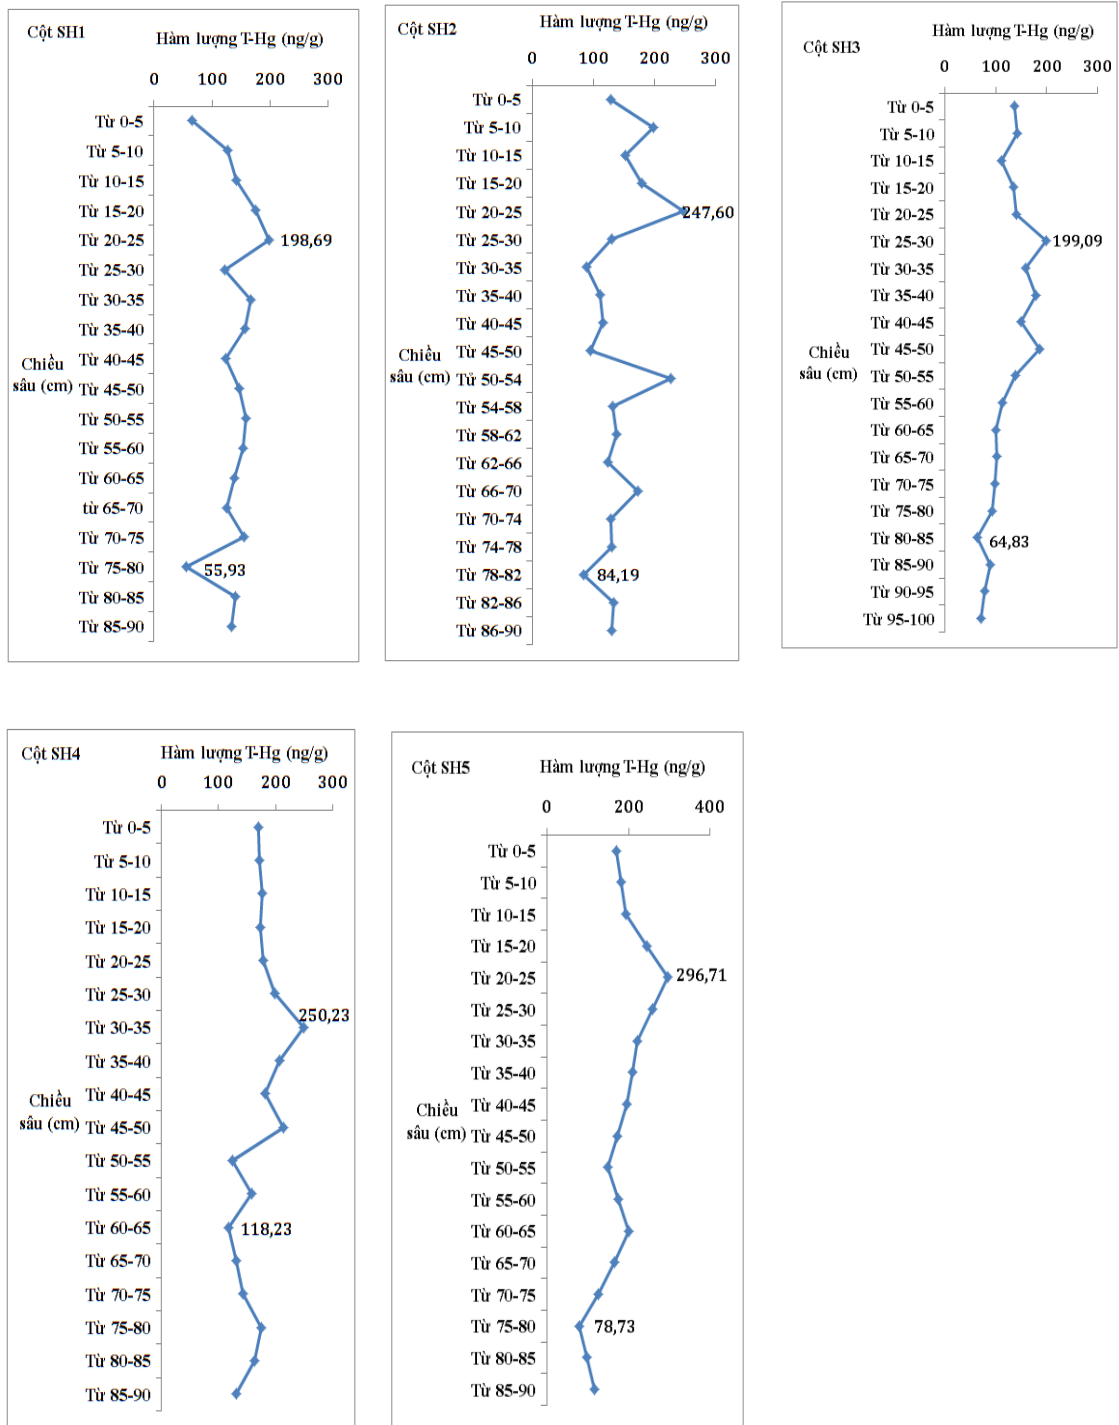 Cột SH1
Hàm lượng T-Hg (ng/g)
0 100 200 300
Từ 0-5
Từ 5-10
Từ 10-15
Từ 15-20
Từ 20-25
198,69
Từ 25-30
Từ 30-35
Từ 35-40
Từ 40-45
Chiều
sâu (cm)
Từ 45-50
Từ 50-55
Từ 55-60
Từ 60-65
từ 65-70
Từ 70-75
Từ 75-80
55,93
Từ 80-85
Từ 85-90
Cột SH2
Hàm lượng T-Hg (ng/g)
0 100 200 300
Từ 0-5
Từ 5-10
Từ 10-15
Từ 15-20
Từ 20-25
247,60
Từ 25-30
Từ 30-35
Từ 35-40
Từ 40-45
Từ 45-50
Chiều
sâu (cm)
Từ 50-54
Từ 54-58
Từ 58-62
Từ 62-66
Từ 66-70
Từ 70-74
Từ 74-78
Từ 78-82
84,19
Từ 82-86
Từ 86-90
Cột SH3
Hàm lượng T-Hg (ng/g)
0 100 200 300
Từ 0-5
Từ 5-10
Từ 10-15
Từ 15-20
Từ 20-25
Từ 25-30
199,09
Từ 30-35
Từ 35-40
Từ 40-45
Từ 45-50
Chiều
sâu (cm)
Từ 50-55
Từ 55-60
Từ 60-65
Từ 65-70
Từ 70-75
Từ 75-80
Từ 80-85
64,83
Từ 85-90
Từ 90-95
Từ 95-100
Cột SH4
Hàm lượng T-Hg (ng/g)
0 100 200 300
Từ 0-5
Từ 5-10
Từ 10-15
Từ 15-20
Từ 20-25
Từ 25-30
250,23
Từ 30-35
Từ 35-40
Từ 40-45
Chiều
sâu (cm)
Từ 45-50
Từ 50-55
Từ 55-60
Từ 60-65
118,23
Từ 65-70
Từ 70-75
Từ 75-80
Từ 80-85
Từ 85-90
Cột SH5
Hàm lượng T-Hg (ng/g)
0 200 400
Từ 0-5
Từ 5-10
Từ 10-15
Từ 15-20
Từ 20-25
296,71
Từ 25-30
Từ 30-35
Từ 35-40
Từ 40-45
Chiều
sâu (cm)
Từ 45-50
Từ 50-55
Từ 55-60
Từ 60-65
Từ 65-70
Từ 70-75
Từ 75-80
78,73
Từ 80-85
Từ 85-90